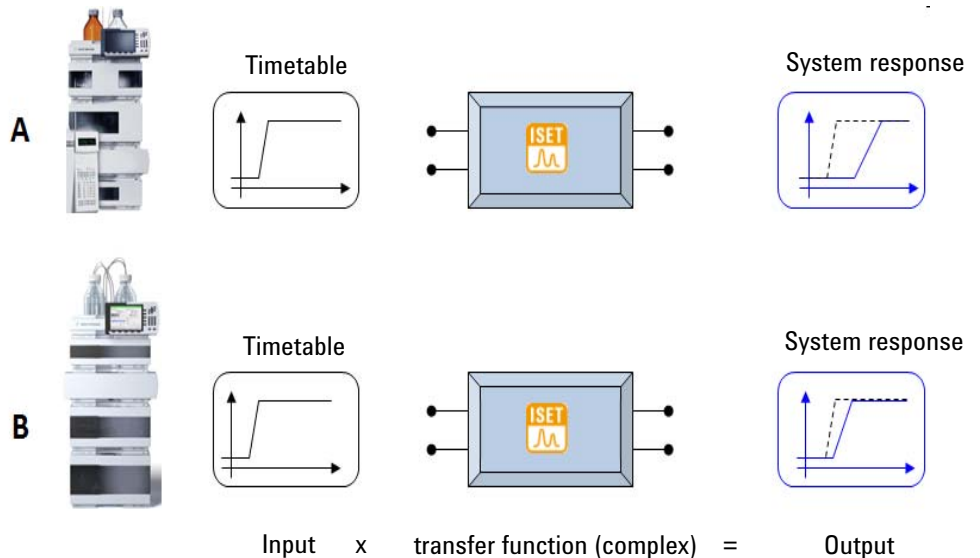 Timetable
System response
A
ISET
Timetable
System response
B
ISET
Input x transfer function (complex) = Output